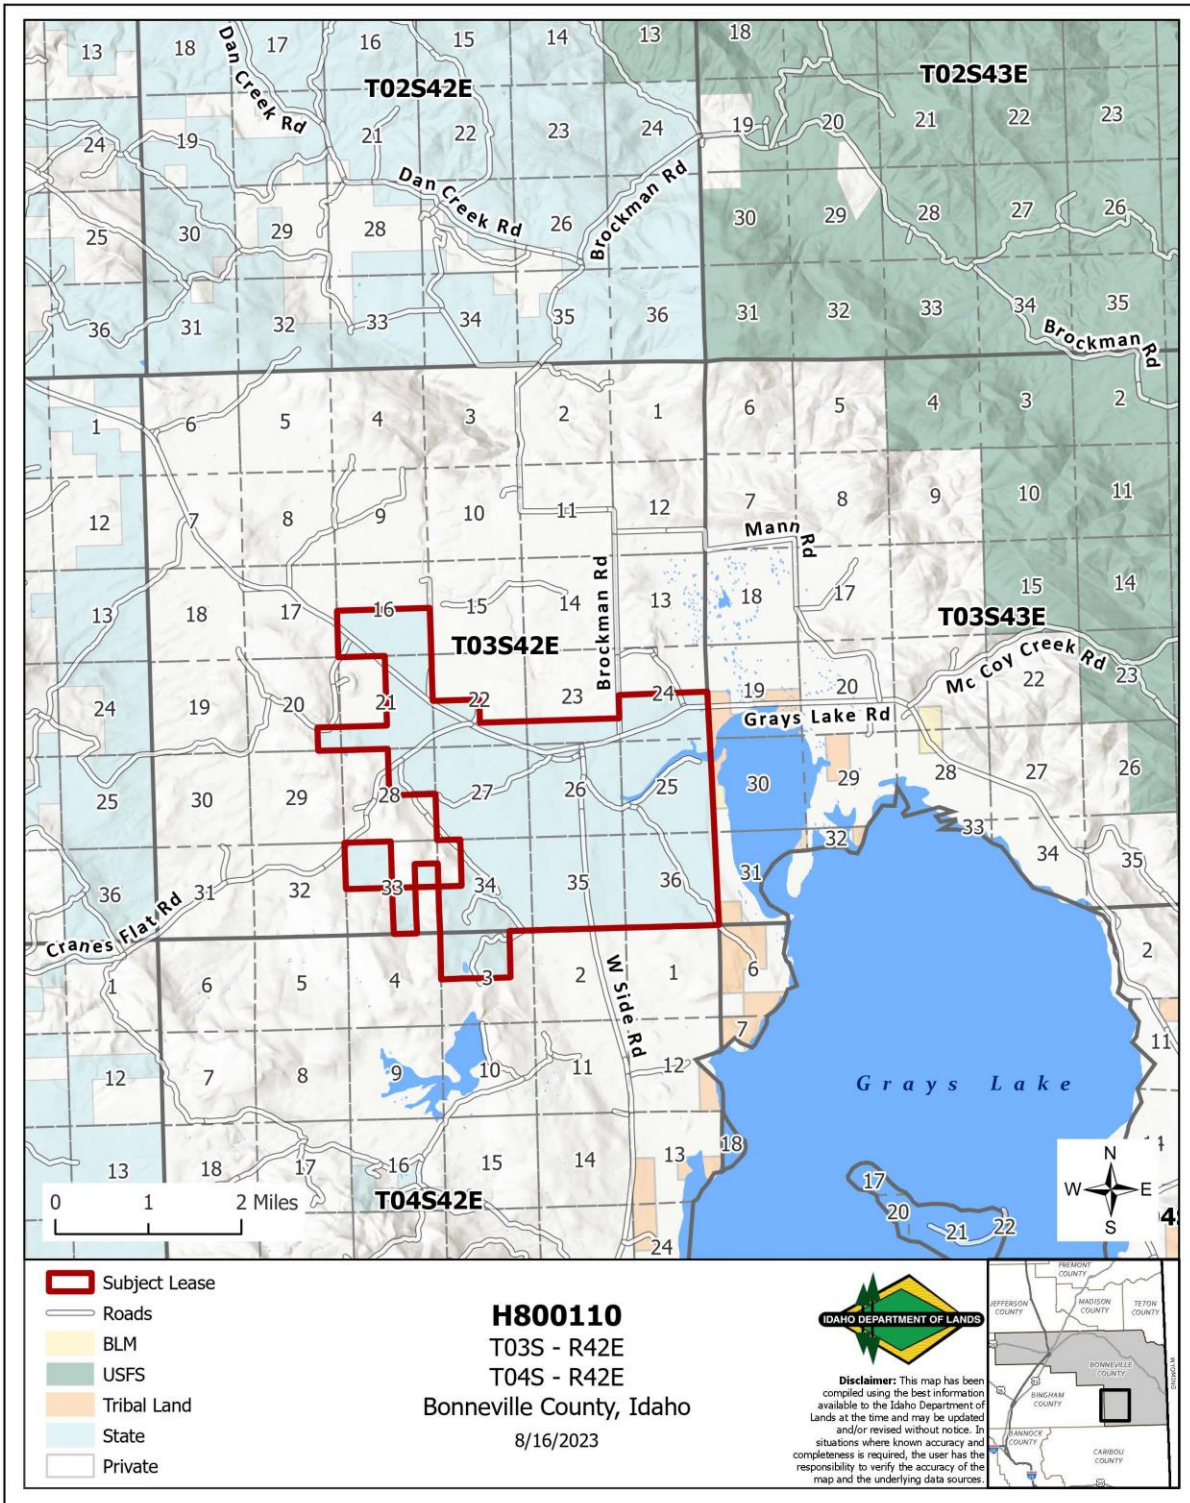 13 18 17 16 15 14 13 18
Dan Creek Rd
T02S42E
T02S43E
24 19 21 22 23 24 19 20 21 22 23
Dan Creek Rd
Brockman Rd
25 30 29 28 26 30 29 28 27 26
36 31 32 33 34 35 36 31 32 33 34 35
Brockman Rd
1 6 5 4 3 2 1 6 5 4 3 2
12 7 8 9 10 11 12 7 8 9 10 11
Mann Rd
Brockman Rd
13 18 17 16 15 14 13 18 17 15 14
T03S42E
T03S43E
Mc Coy Creek Rd
24 19 20 21 22 23 24 19 20 22 23
Grays Lake Rd
25 30 29 28 27 26 25 30 29 28 27 26
36 31 32 33 34 35 36 31 32 33 34 35
Cranes Flat Rd
1 6 5 4 3 2 1 6 2
W Side Rd
12 7 8 9 10 11 12 7 11
Grays Lake
13 18 17 16 15 14 13 18 17
T04S42E
24 20 21 22
0 1 2 Miles
N
W E
S
Subject Lease
Roads
BLM
USFS
Tribal Land
State
Private
H800110
T03S - R42E
T04S - R42E
Bonneville County, Idaho
8/16/2023
IDAHO DEPARTMENT OF LANDS
Disclaimer: This map has been
compiled using the best information
available to the Idaho Department of
Lands at the time and may be updated
and/or revised without notice. In
situations where known accuracy and
completeness is required, the user has the
responsibility to verify the accuracy of the
map and the underlying data sources.
FREMONT
COUNTY
JEFFERSON
COUNTY
MADISON
COUNTY
TETON
COUNTY
BONNEVILLE
COUNTY
WYOMING
BINGHAM
COUNTY
BANNOCK
COUNTY
CARIBOU
COUNTY